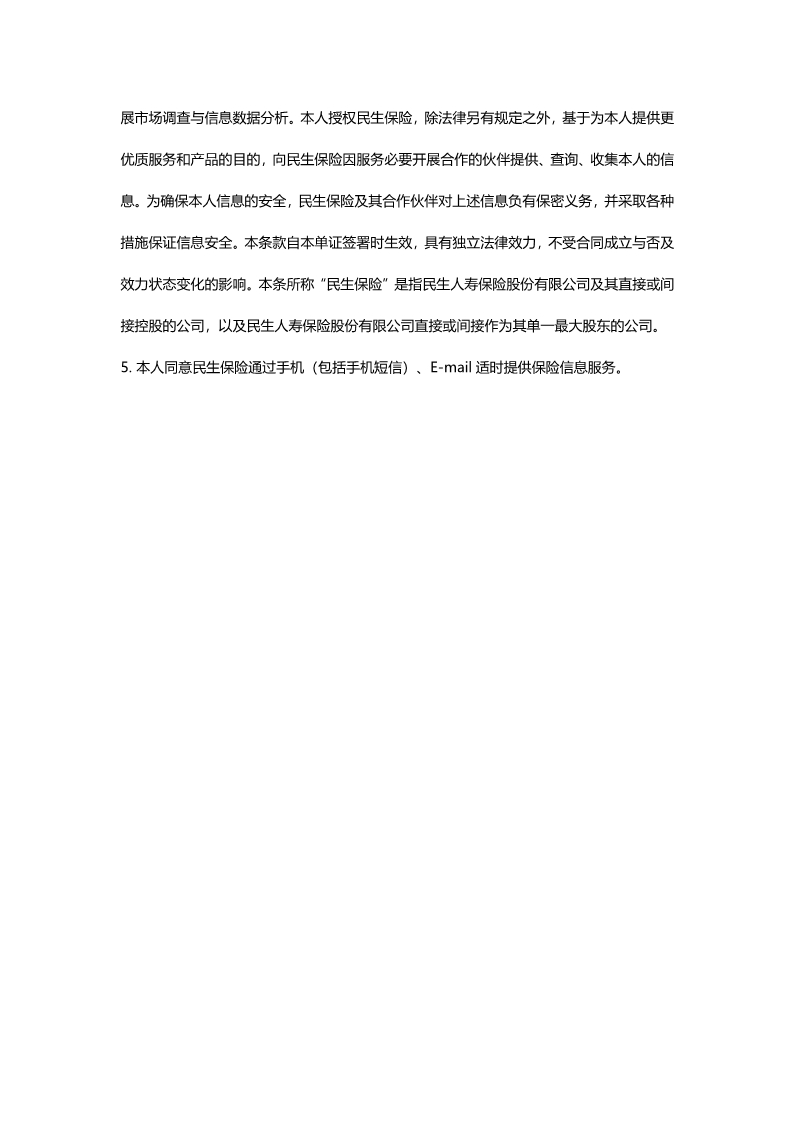 展市场调查与信息数据分析。本人授权民生保险，除法律另有规定之外，基于为本人提供更
优质服务和产品的目的，向民生保险因服务必要开展合作的伙伴提供、查询、收集本人的信
息。为确保本人信息的安全，民生保险及其合作伙伴对上述信息负有保密义务，并采取各种
措施保证信息安全。本条款自本单证签署时生效，具有独立法律效力，不受合同成立与否及
效力状态变化的影响。本条所称“民生保险”是指民生人寿保险股份有限公司及其直接或间
接控股的公司，以及民生人寿保险股份有限公司直接或间接作为其单一最大股东的公司。
5. 本人同意民生保险通过手机（包括手机短信）、E-mail 适时提供保险信息服务。